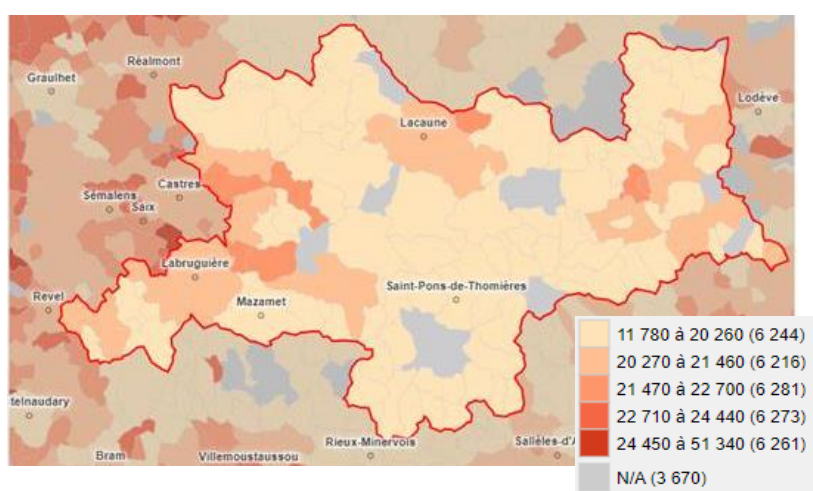 Réalmont
Graulhet
Lodève
Lacaune
Castres
Sémalens
Saix
Labruguière
Saint-Pons-de-Thomières
Revel
Mazamet
telnaudary
Rieux-Minervois
Sallèles-d'A
Bram
Villemoustaussou
11 780 à 20 260 (6 244)
20 270 à 21 460 (6 216)
21 470 à 22 700 (6 281)
22 710 à 24 440 (6 273)
24 450 à 51 340 (6 261)
N/A (3 670)